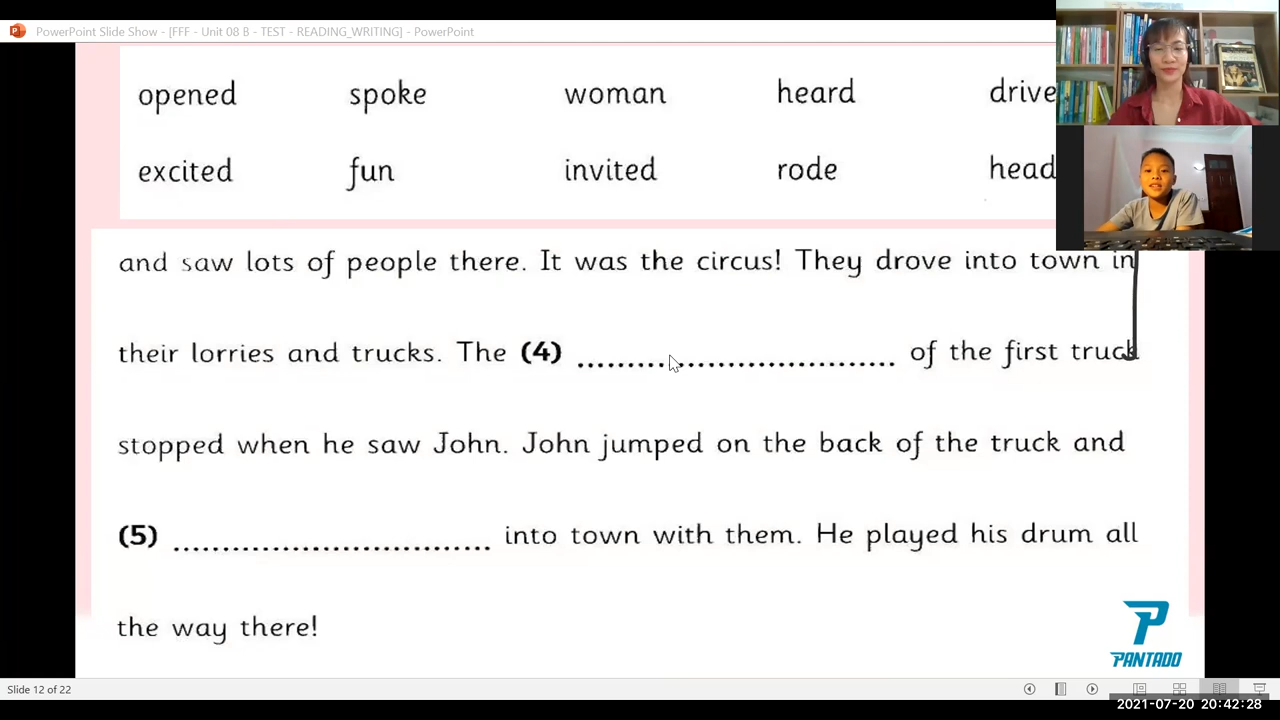 PowerPoint Slide Show - [FFF - Unit 08 B - TEST - READING_WRITING] - PowerPoint
opened spoke woman heard drive
excited fun invited rode head
and saw lots of people there. It was the circus! They drove into town in
their lorries and trucks. The (4) ................................ of the first truck
stopped when he saw John. John jumped on the back of the truck and
(5) ................................ into town with them. He played his drum all
the way there!
PANTADO
Slide 12 of 22
2021-07-20 20:42:28